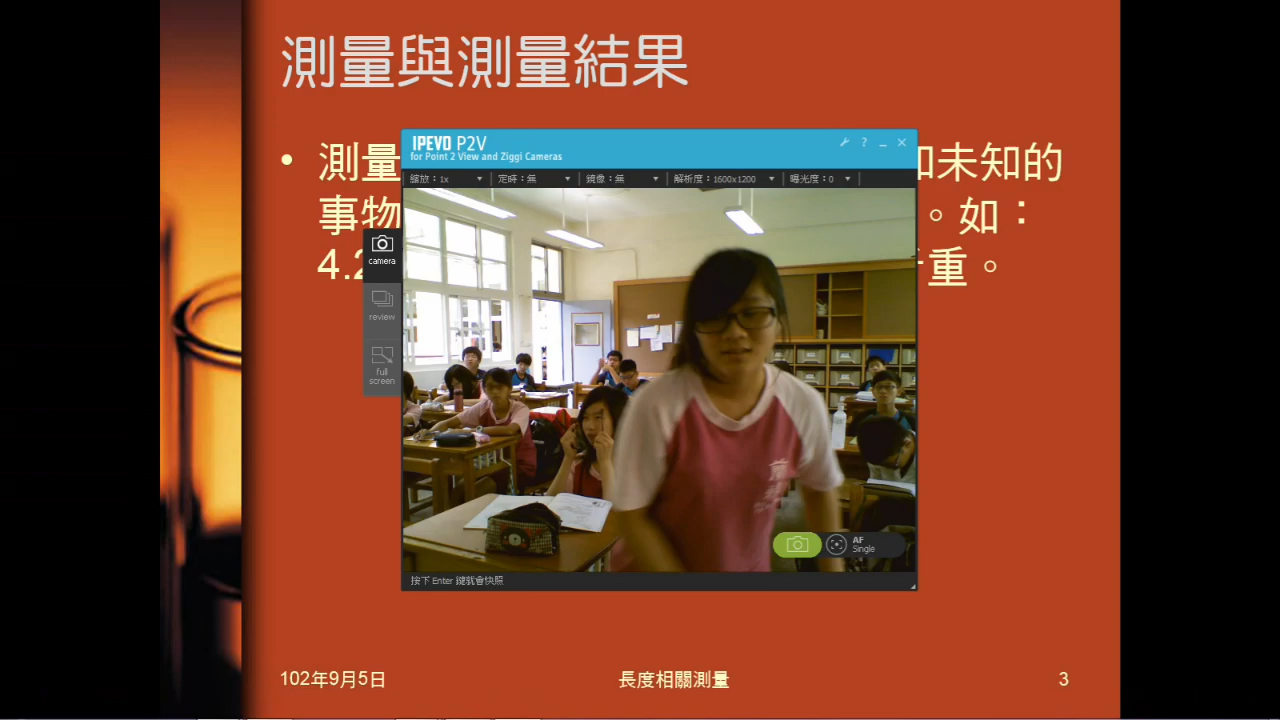 測量與測量結果
• 測量
和未知的
事物
。如：
4.2
重。
IPEVO P2V
for Point 2 View and Ziggi Cameras
縮放：1x 定時：無 鏡像：無 解析度：1600x1200 曝光度：0
camera
review
full
screen
AF
Single
按下 Enter 鍵就會快照
102年9月5日 長度相關測量 3